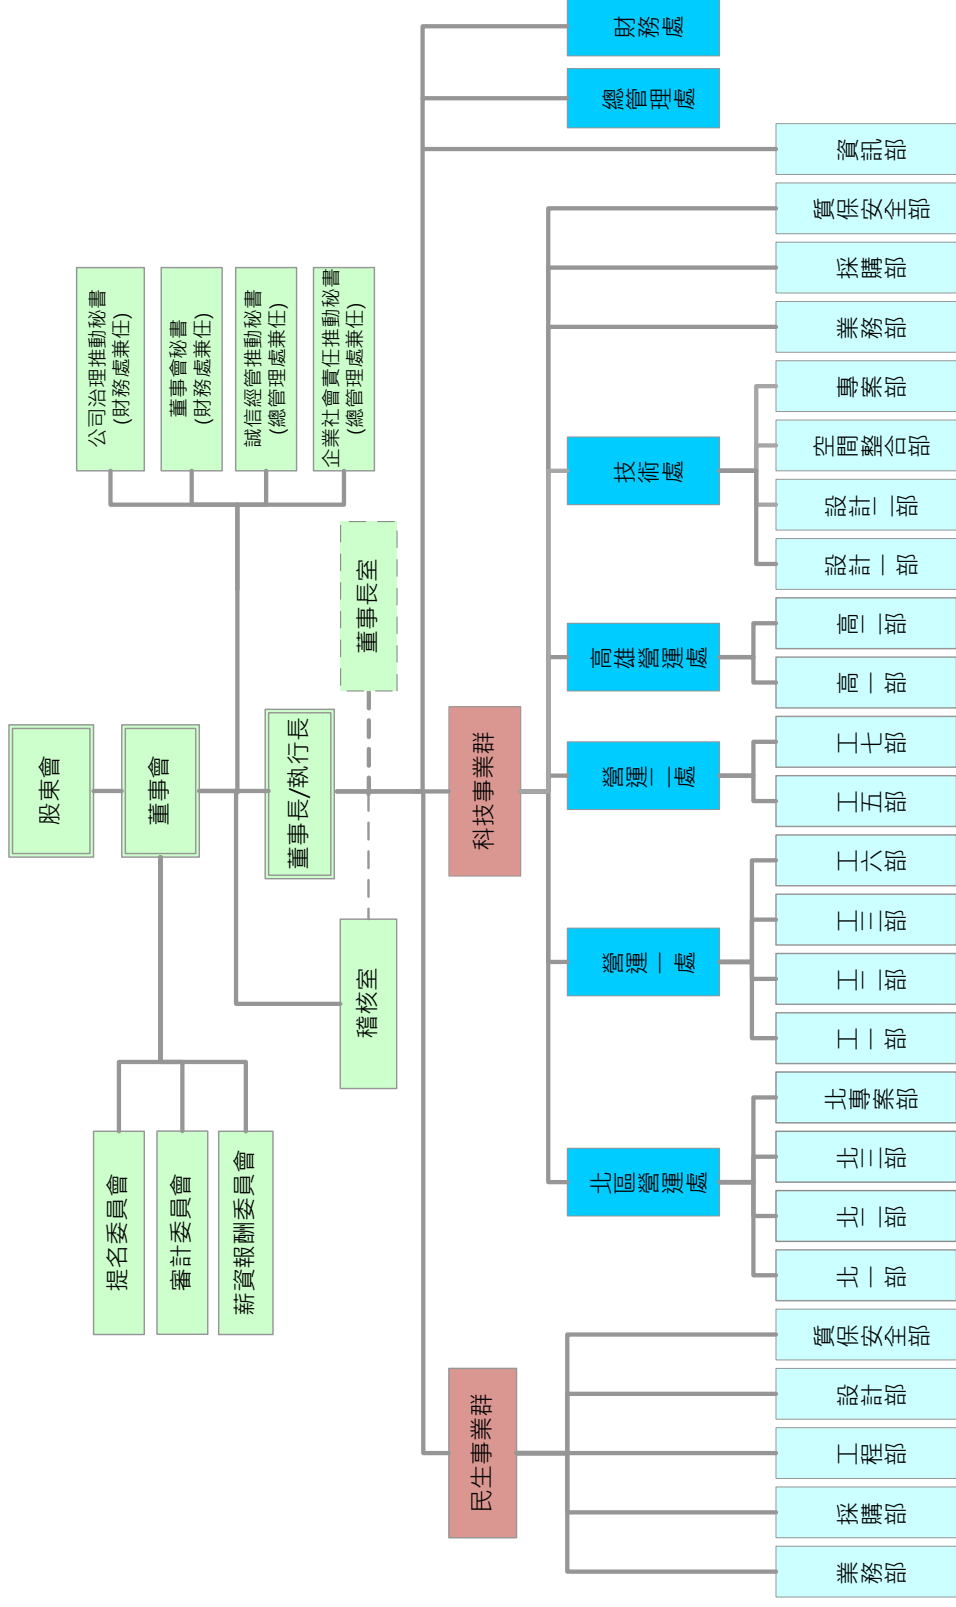 股東會
董事會
提名委員會
審計委員會
薪資報酬委員會
公司治理推動秘書
(財務處兼任)
董事會秘書
(財務處兼任)
誠信經管推動秘書
(總管理處兼任)
企業社會責任推動秘書
(總管理處兼任)
董事長/執行長
稽核室
董事長室
民生事業群
科技事業群
北區營運處
營運一處
營運二處
高雄營運處
技術處
總管理處
財務處
業務部
採購部
工程部
設計部
質保安全部
北一部
北二部
北三部
北專案部
工一部
工二部
工三部
工六部
工五部
工七部
高一部
高二部
設計一部
設計二部
空間整合部
專案部
業務部
採購部
質保安全部
資訊部